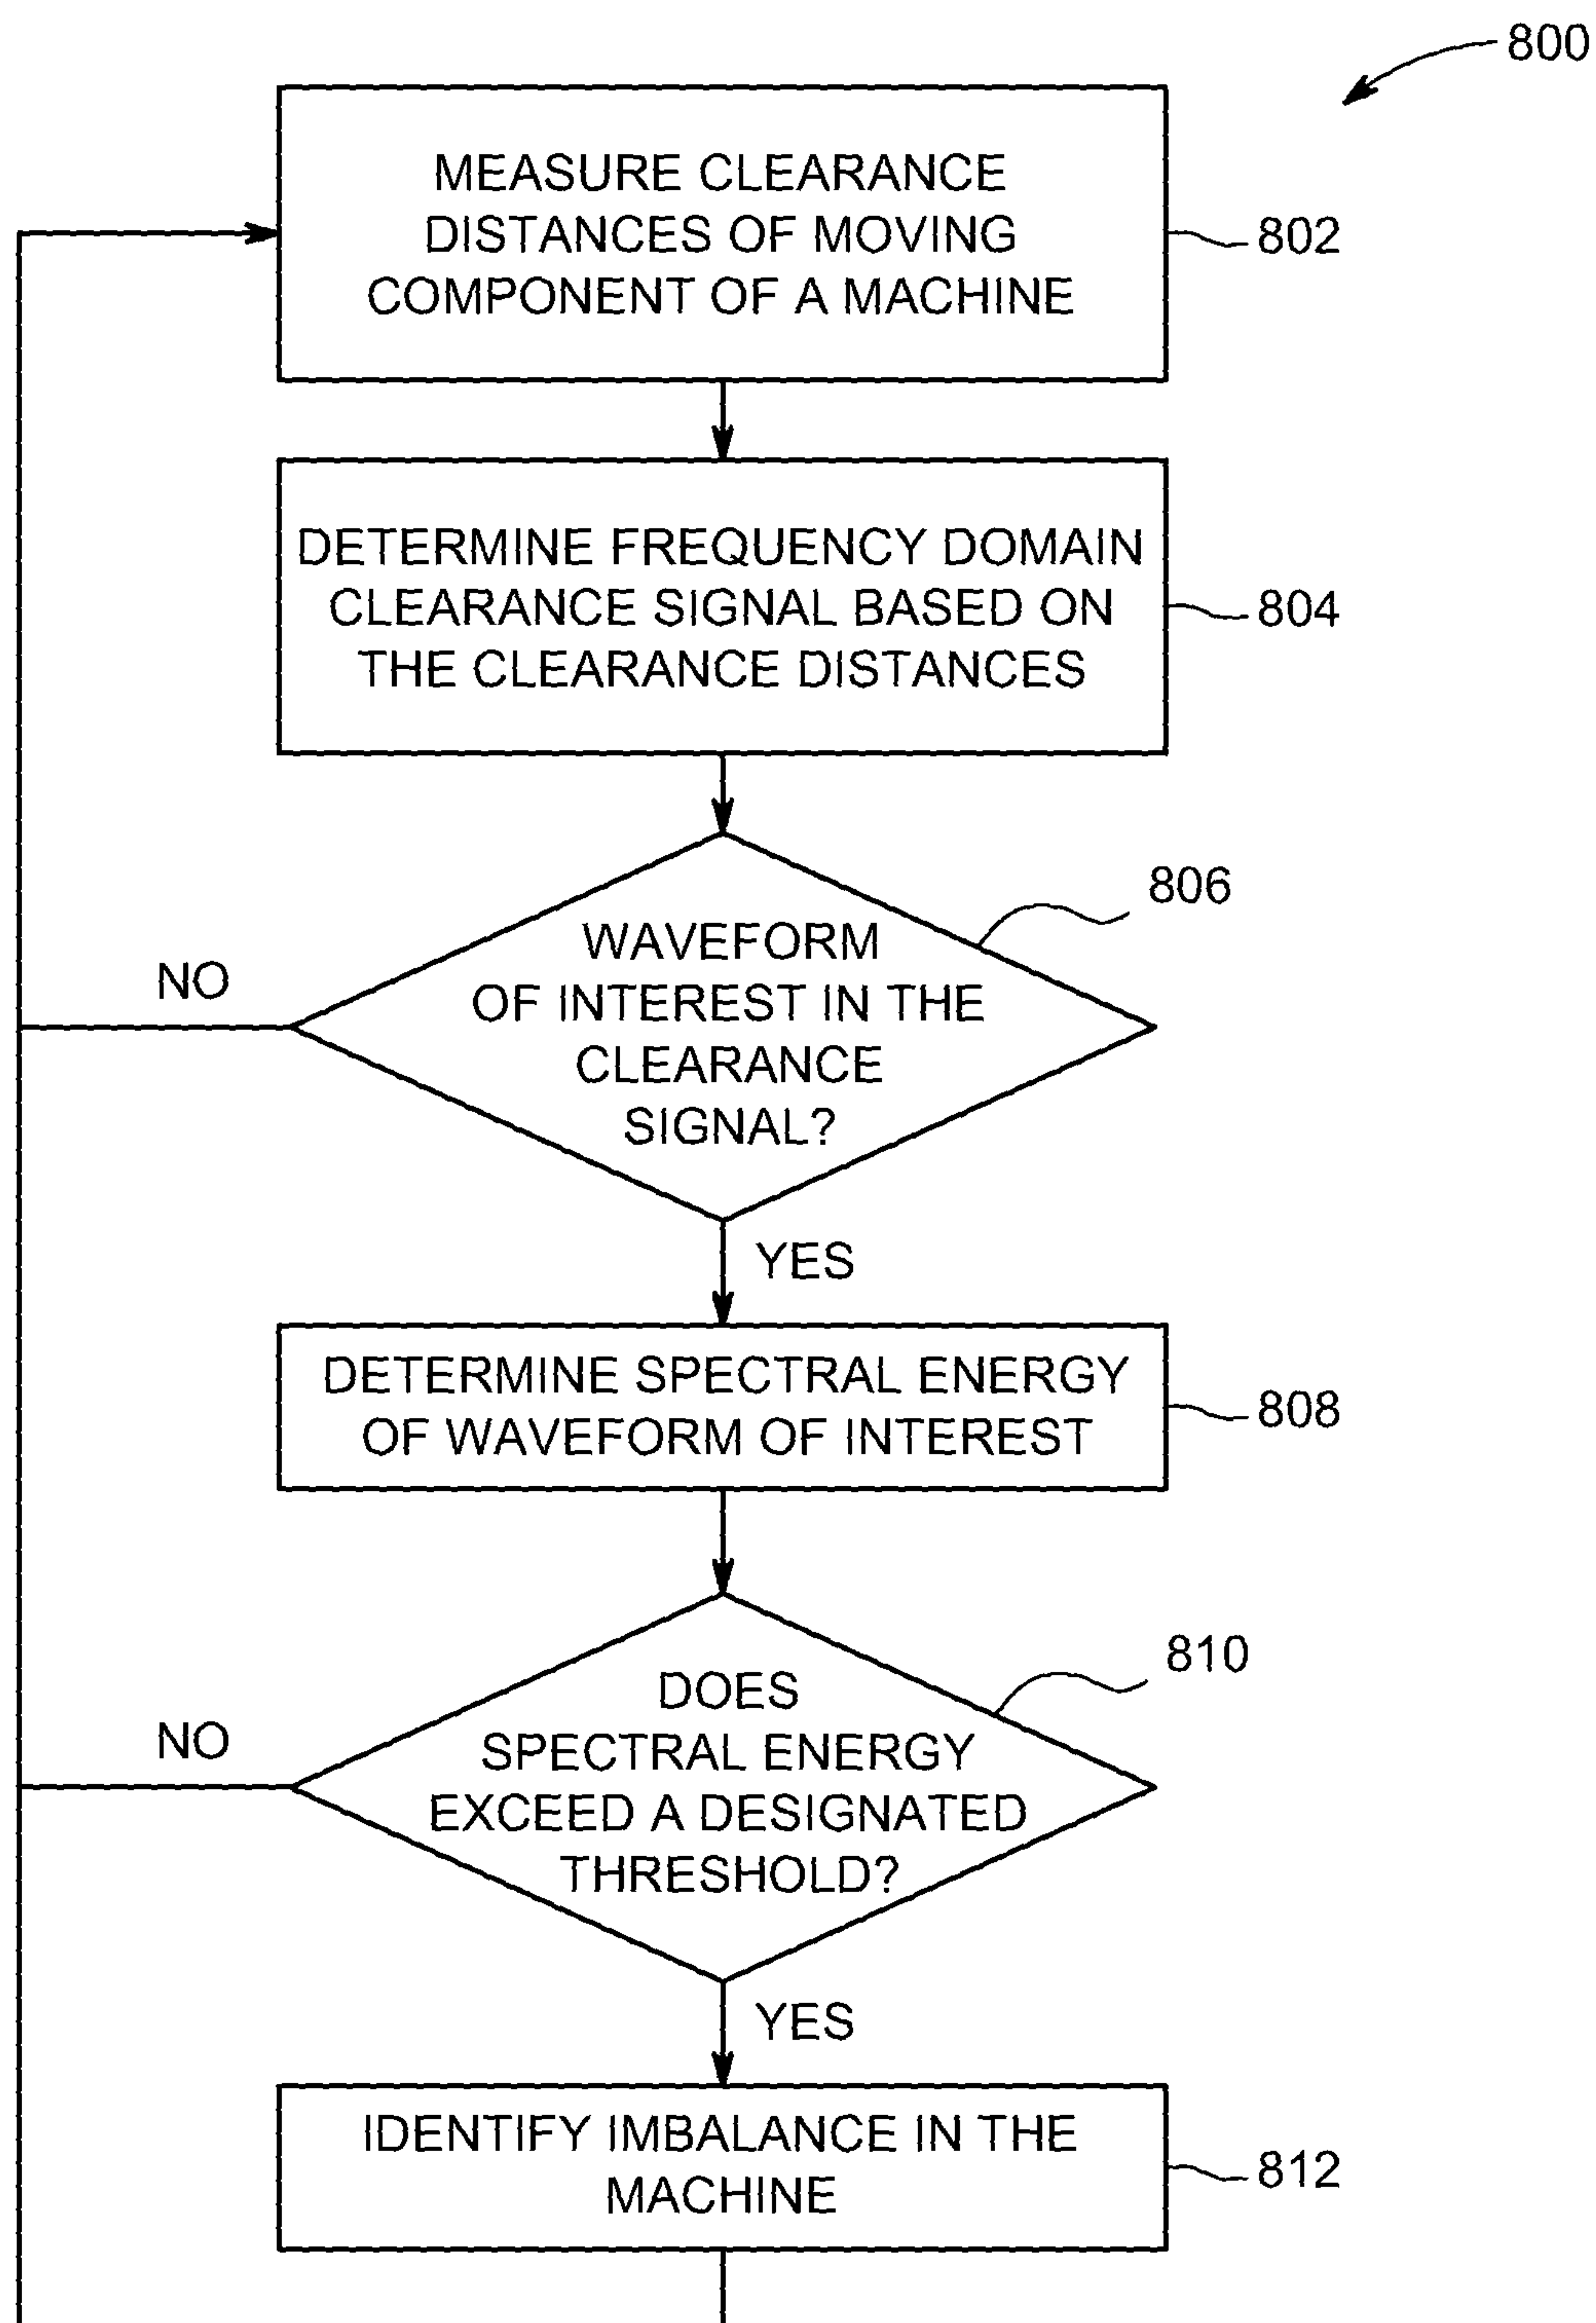 800
MEASURE CLEARANCE
DISTANCES OF MOVING
COMPONENT OF A MACHINE
802
DETERMINE FREQUENCY DOMAIN
CLEARANCE SIGNAL BASED ON
THE CLEARANCE DISTANCES
804
806
WAVEFORM
OF INTEREST IN THE
CLEARANCE
SIGNAL?
NO
YES
DETERMINE SPECTRAL ENERGY
OF WAVEFORM OF INTEREST
808
810
DOES
SPECTRAL ENERGY
EXCEED A DESIGNATED
THRESHOLD?
NO
YES
IDENTIFY IMBALANCE IN THE
MACHINE
812